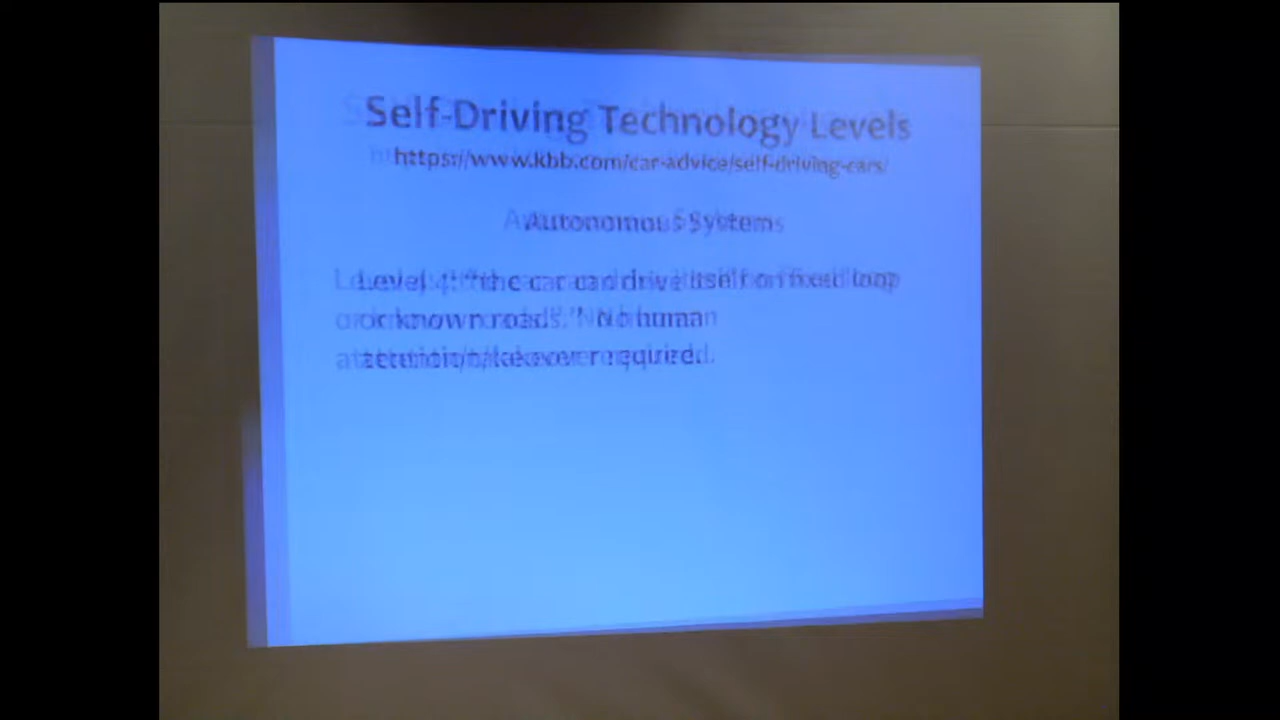 Self-Driving Technology Levels
https://www.kbb.com/car-advice/self-driving-cars/
Autonomous Systems
Level 4: “the car can drive itself on fixed loop
or known roads.” No human
attention/takeover required.